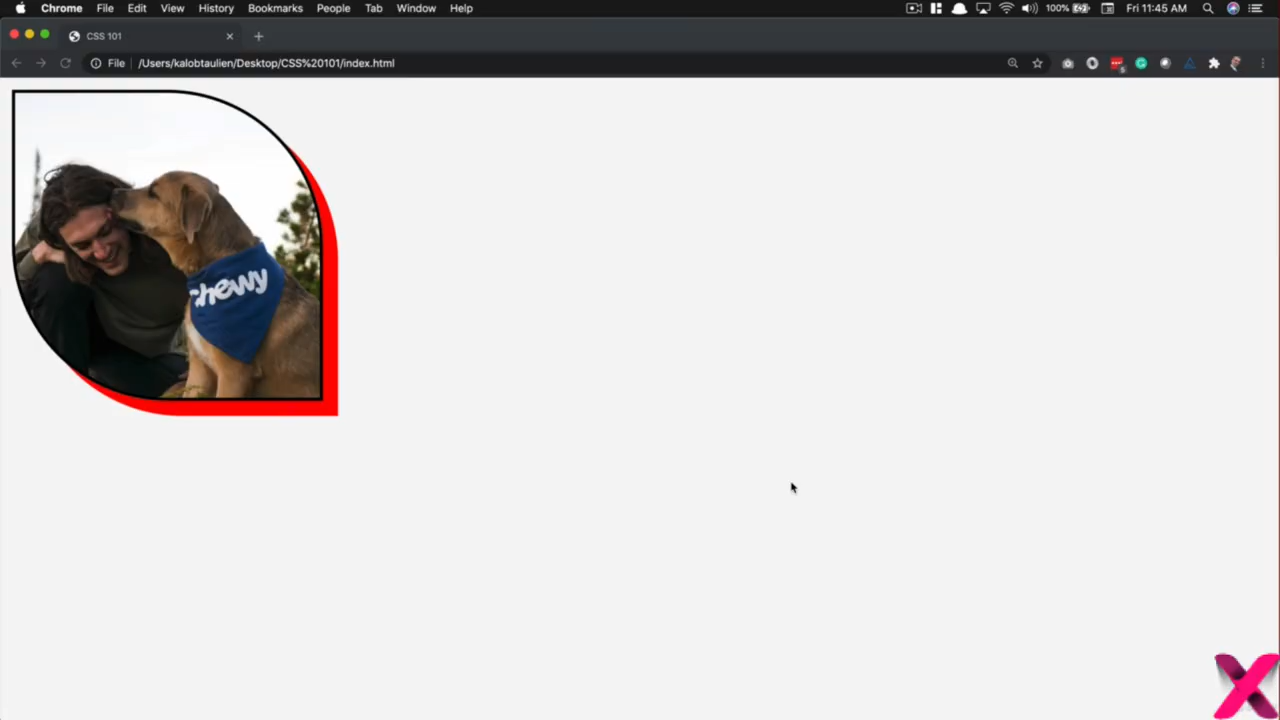 Chrome File Edit View History Bookmarks People Tab Window Help 100% Fri 11:45 AM
CSS 101
File /Users/kalobtaulien/Desktop/CSS%20101/index.html
chewy
X